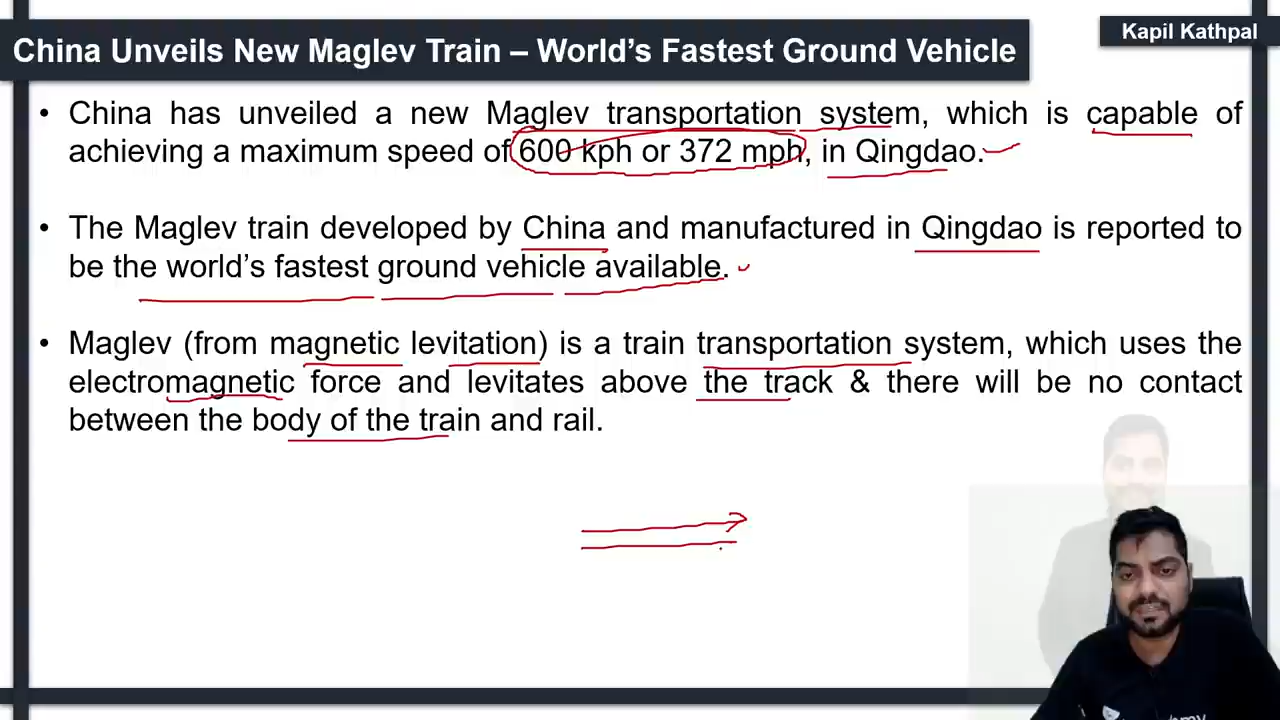 Kapil Kathpal
China Unveils New Maglev Train – World's Fastest Ground Vehicle
• China has unveiled a new Maglev transportation system, which is capable of
achieving a maximum speed of 600 kph or 372 mph, in Qingdao.
• The Maglev train developed by China and manufactured in Qingdao is reported to
be the world's fastest ground vehicle available.
• Maglev (from magnetic levitation) is a train transportation system, which uses the
electromagnetic force and levitates above the track & there will be no contact
between the body of the train and rail.